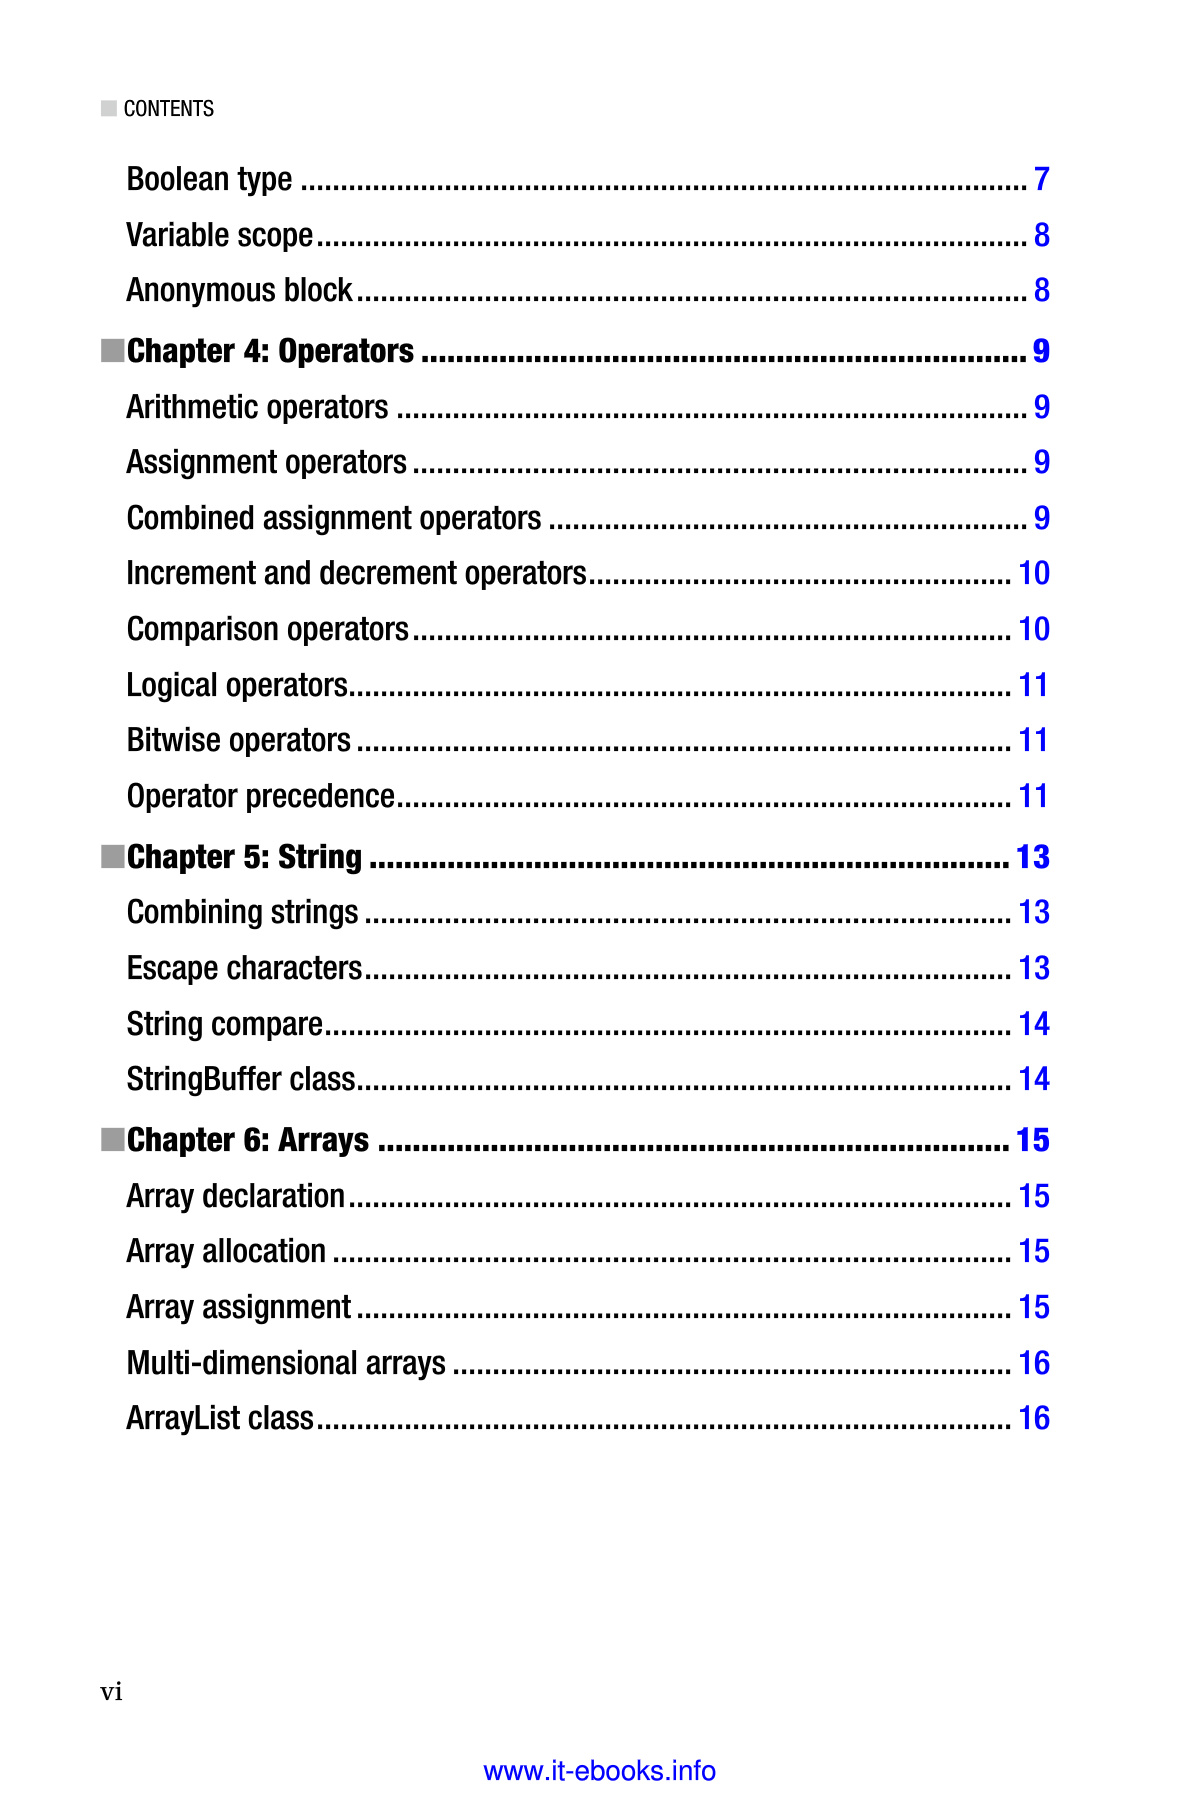 CONTENTS
Boolean type ........................................................................................... 7
Variable scope......................................................................................... 8
Anonymous block.................................................................................... 8
Chapter 4: Operators ....................................................................... 9
Arithmetic operators ............................................................................... 9
Assignment operators ............................................................................. 9
Combined assignment operators ............................................................ 9
Increment and decrement operators..................................................... 10
Comparison operators........................................................................... 10
Logical operators................................................................................... 11
Bitwise operators .................................................................................. 11
Operator precedence............................................................................. 11
Chapter 5: String ........................................................................... 13
Combining strings ................................................................................. 13
Escape characters................................................................................. 13
String compare...................................................................................... 14
StringBuffer class.................................................................................. 14
Chapter 6: Arrays .......................................................................... 15
Array declaration................................................................................... 15
Array allocation ..................................................................................... 15
Array assignment .................................................................................. 15
Multi-dimensional arrays ...................................................................... 16
ArrayList class....................................................................................... 16
vi
www.it-ebooks.info